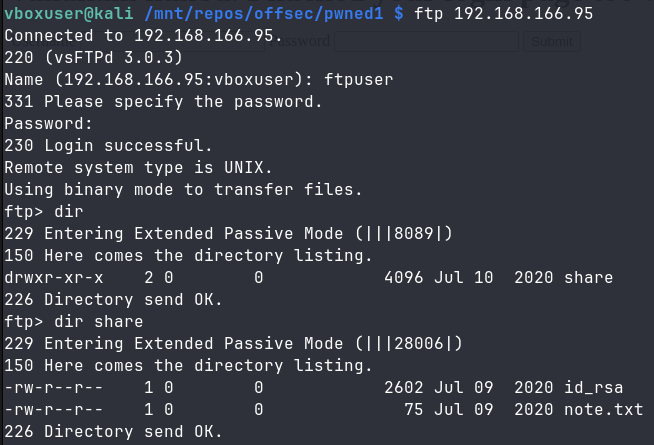 vboxuser@kali /mnt/repos/offsec/pwned1 $ ftp 192.168.166.95
Connected to 192.168.166.95.
Password Submit
220 (vsFTPd 3.0.3)
Name (192.168.166.95:vboxuser): ftpuser
331 Please specify the password.
Password:
230 Login successful.
Remote system type is UNIX.
Using binary mode to transfer files.
ftp> dir
229 Entering Extended Passive Mode (|||8089|)
150 Here comes the directory listing.
drwxr-xr-x    2 0        0            4096 Jul 10  2020 share
226 Directory send OK.
ftp> dir share
229 Entering Extended Passive Mode (|||28006|)
150 Here comes the directory listing.
-rw-r--r--    1 0        0            2602 Jul 09  2020 id_rsa
-rw-r--r--    1 0        0              75 Jul 09  2020 note.txt
226 Directory send OK.